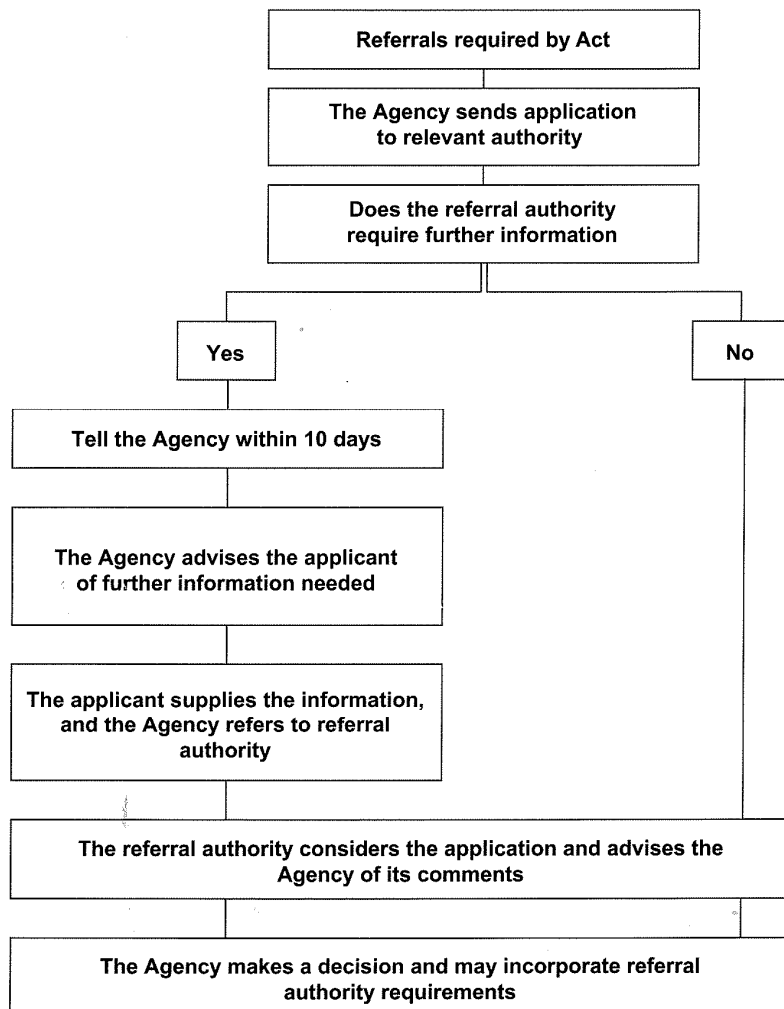 Referrals required by Act
The Agency sends application
to relevant authority
Does the referral authority
require further information
Yes
No
Tell the Agency within 10 days
The Agency advises the applicant
of further information needed
The applicant supplies the information,
and the Agency refers to referral
authority
The referral authority considers the application and advises the
Agency of its comments
The Agency makes a decision and may incorporate referral
authority requirements